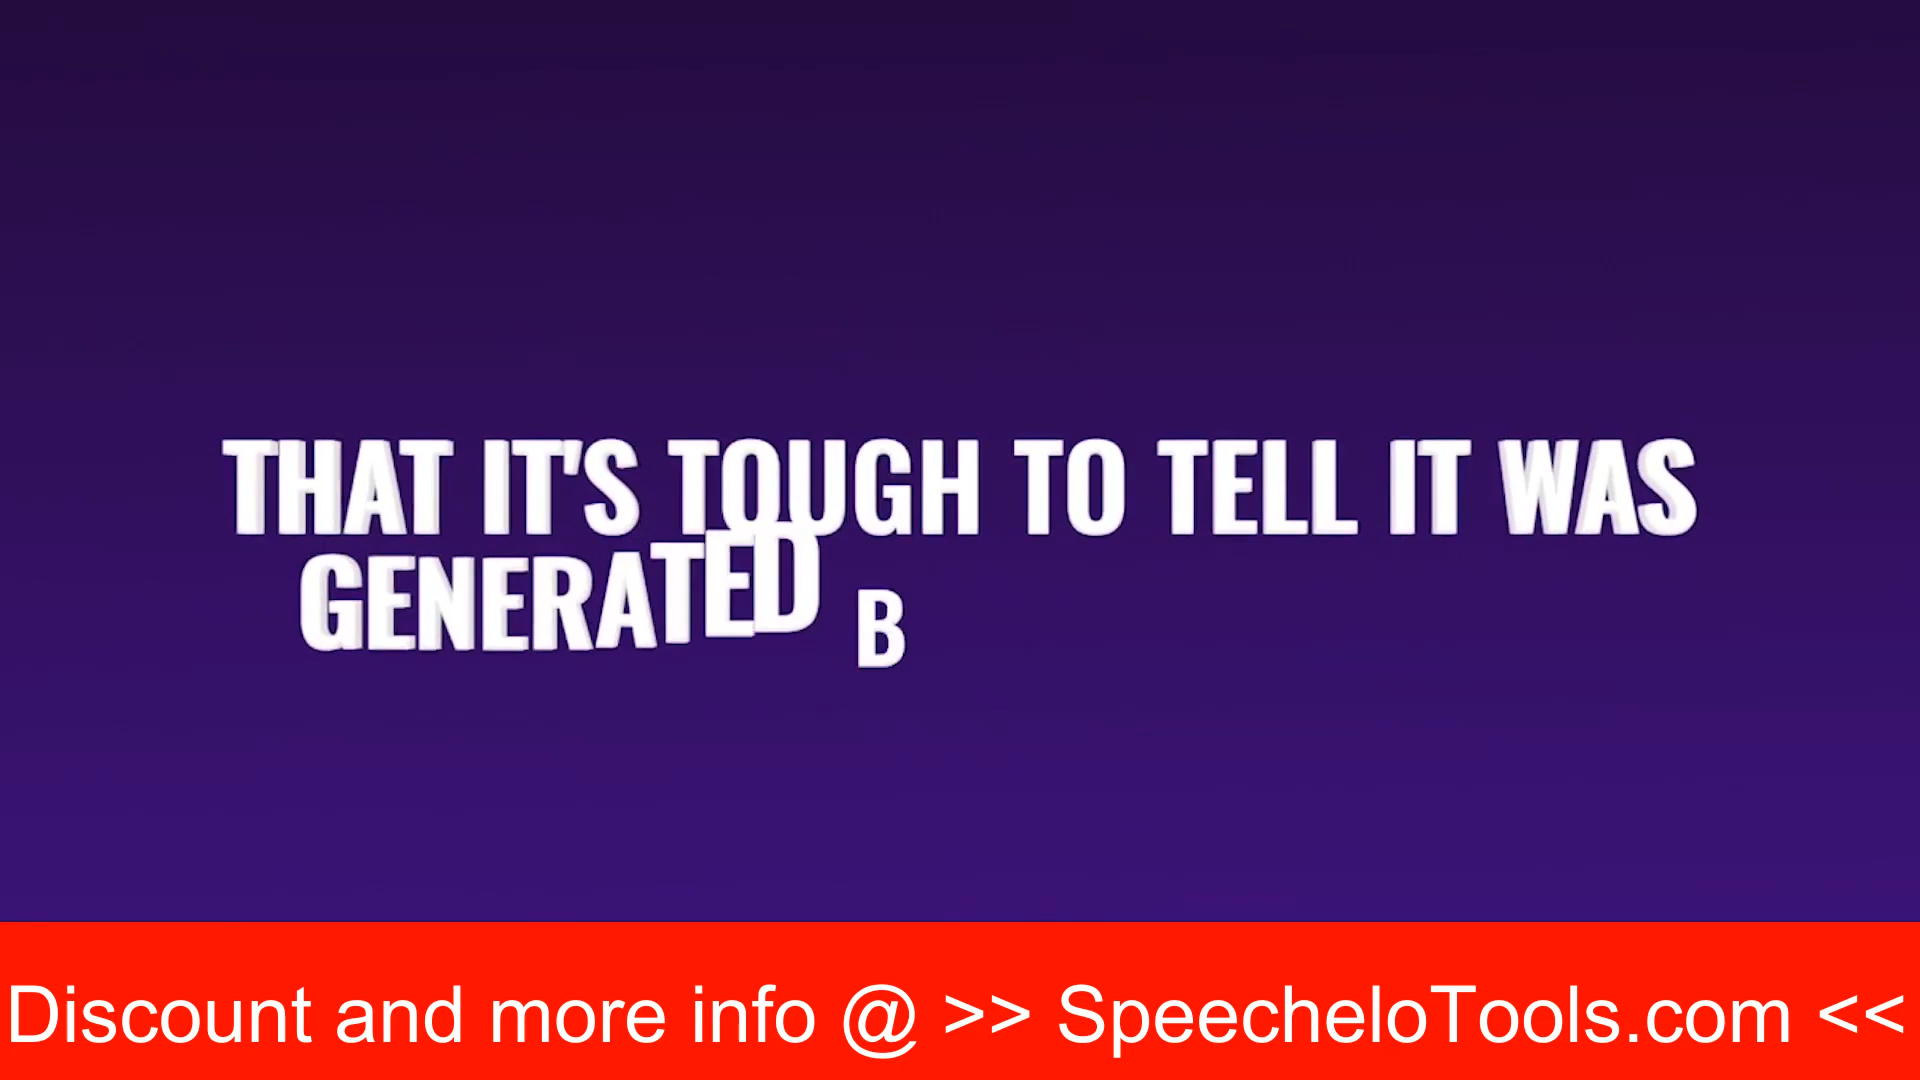 THAT IT'S TOUGH TO TELL IT WAS
GENERATED B
Discount and more info @ >> SpeecheloTools.com <<